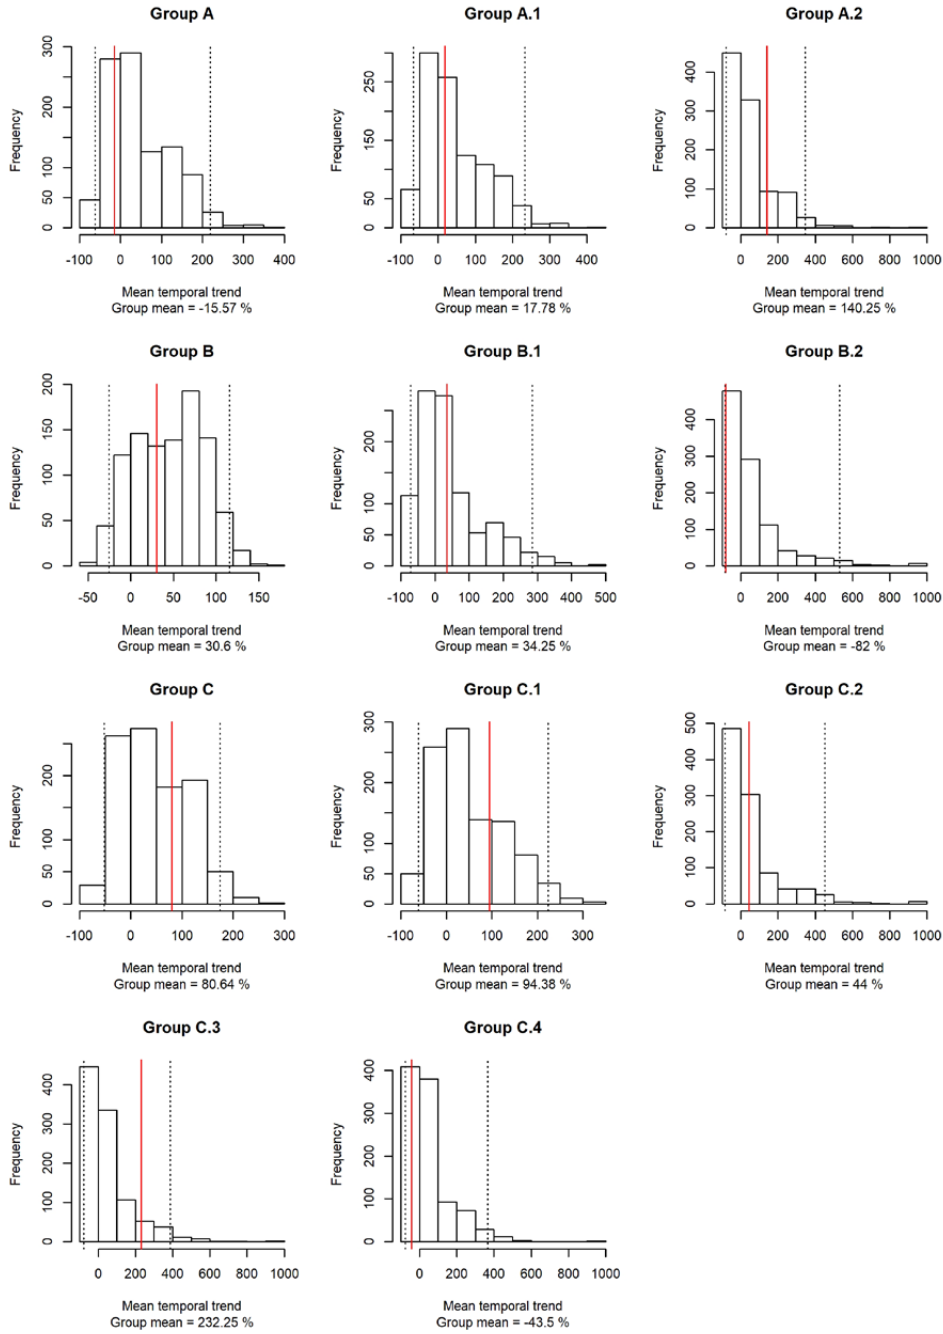 Group A
Frequency
300
200
100
50
0
-100 0 100 200 300 400
Mean temporal trend
Group mean = -15.57 %
Group A.1
Frequency
250
150
50
0
-100 0 100 200 300 400
Mean temporal trend
Group mean = 17.78 %
Group A.2
Frequency
400
300
200
100
0
0 200 400 600 800 1000
Mean temporal trend
Group mean = 140.25 %
Group B
Frequency
200
150
100
50
0
-50 0 50 100 150
Mean temporal trend
Group mean = 30.6 %
Group B.1
Frequency
200
100
50
0
-100 0 100 200 300 400 500
Mean temporal trend
Group mean = 34.25 %
Group B.2
Frequency
400
300
200
100
0
0 200 400 600 800 1000
Mean temporal trend
Group mean = -82 %
Group C
Frequency
200
100
50
0
-100 0 100 200 300
Mean temporal trend
Group mean = 80.64 %
Group C.1
Frequency
300
200
100
50
0
-100 0 100 200 300
Mean temporal trend
Group mean = 94.38 %
Group C.2
Frequency
500
400
300
200
100
0
0 200 400 600 800 1000
Mean temporal trend
Group mean = 44 %
Group C.3
Frequency
400
300
200
100
0
0 200 400 600 800 1000
Mean temporal trend
Group mean = 232.25 %
Group C.4
Frequency
400
300
200
100
0
0 200 400 600 800 1000
Mean temporal trend
Group mean = -43.5 %